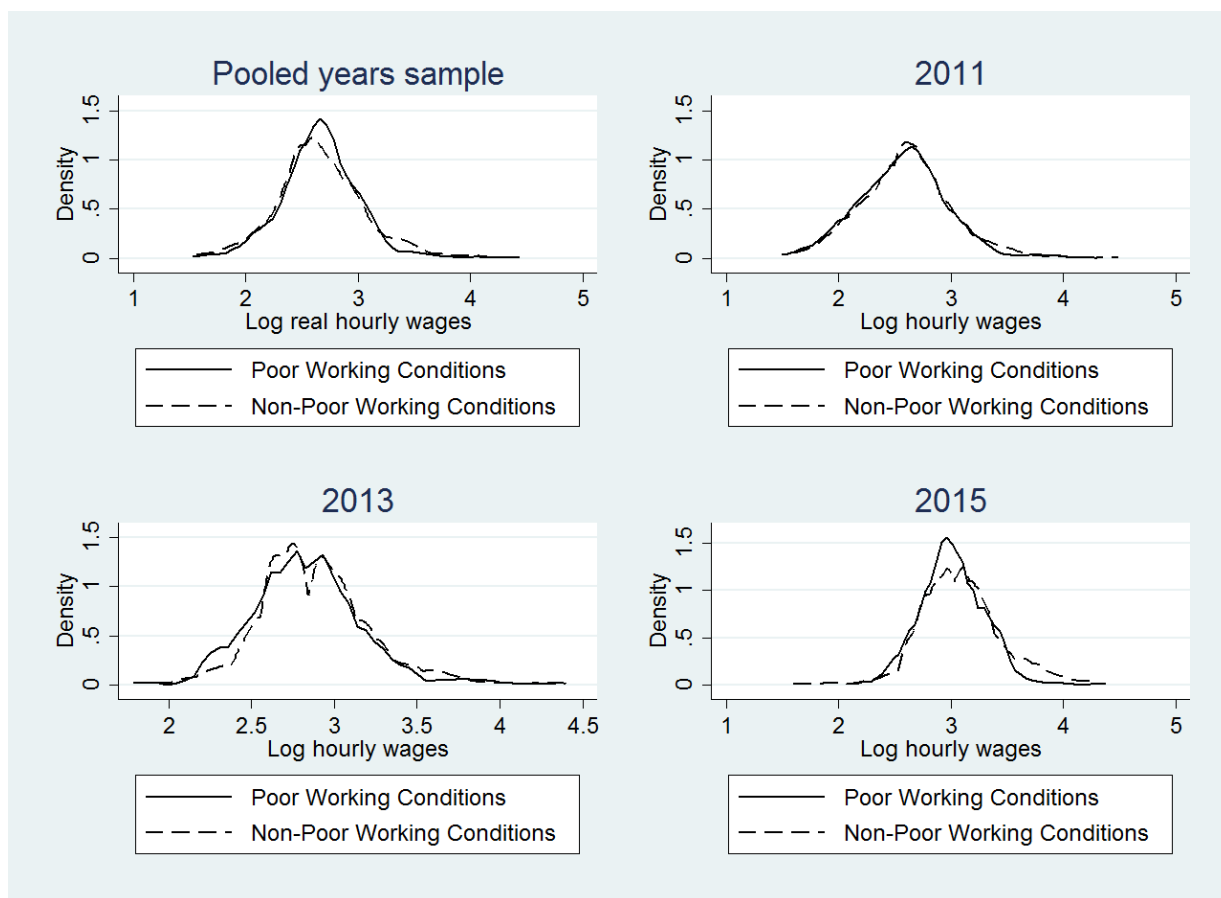 Pooled years sample
Density
0 .5 1 1.5
1 2 3 4 5
Log real hourly wages
Poor Working Conditions
Non-Poor Working Conditions
2011
Density
0 .5 1 1.5
1 2 3 4 5
Log hourly wages
Poor Working Conditions
Non-Poor Working Conditions
2013
Density
0 .5 1 1.5
2 2.5 3 3.5 4 4.5
Log hourly wages
Poor Working Conditions
Non-Poor Working Conditions
2015
Density
0 .5 1 1.5
1 2 3 4 5
Log hourly wages
Poor Working Conditions
Non-Poor Working Conditions